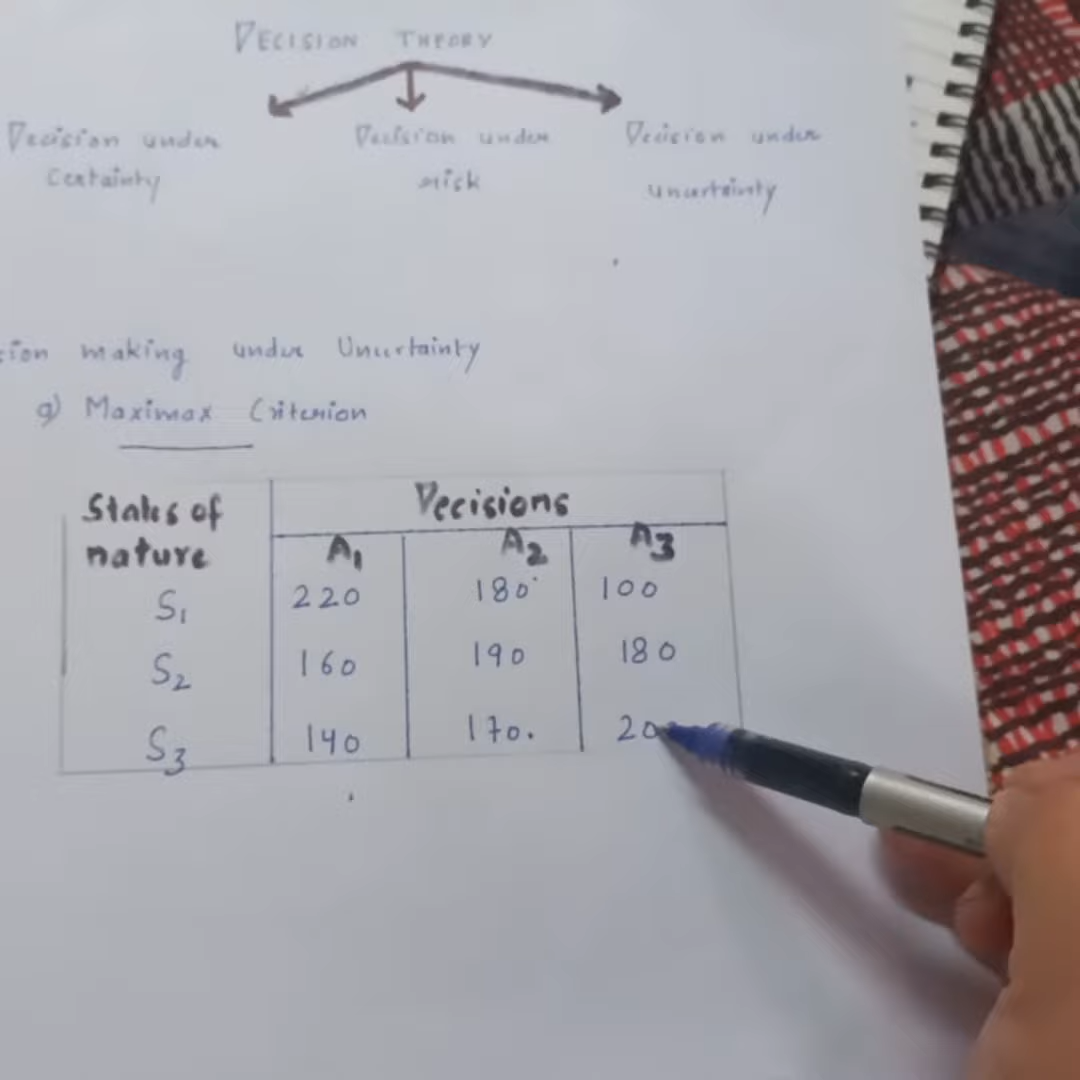 DECISION THEORY
Decision under Decision under Decision under
Certainty risk uncertainty
making under Uncertainty
a) Maximax Criterion
States of nature Decisions
A1 A2 A3
S1 220 180 100
S2 160 190 180
S3 140 170.